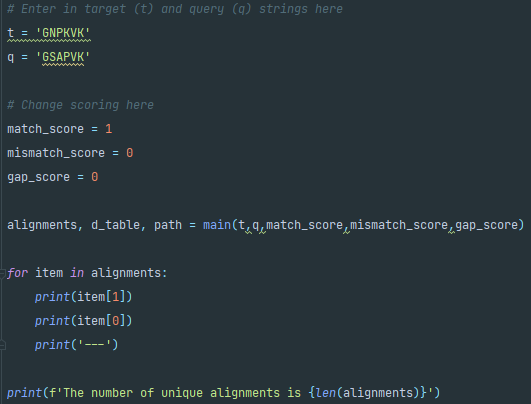 # Enter in target (t) and query (q) strings here
t = 'GNPKVK'
q = 'GSAPVK'
# Change scoring here
match_score = 1
mismatch_score = 0
gap_score = 0
alignments, d_table, path = main(t,q,match_score,mismatch_score,gap_score)
for item in alignments:
    print(item[1])
    print(item[0])
    print('---')
print(f'The number of unique alignments is {len(alignments)}')